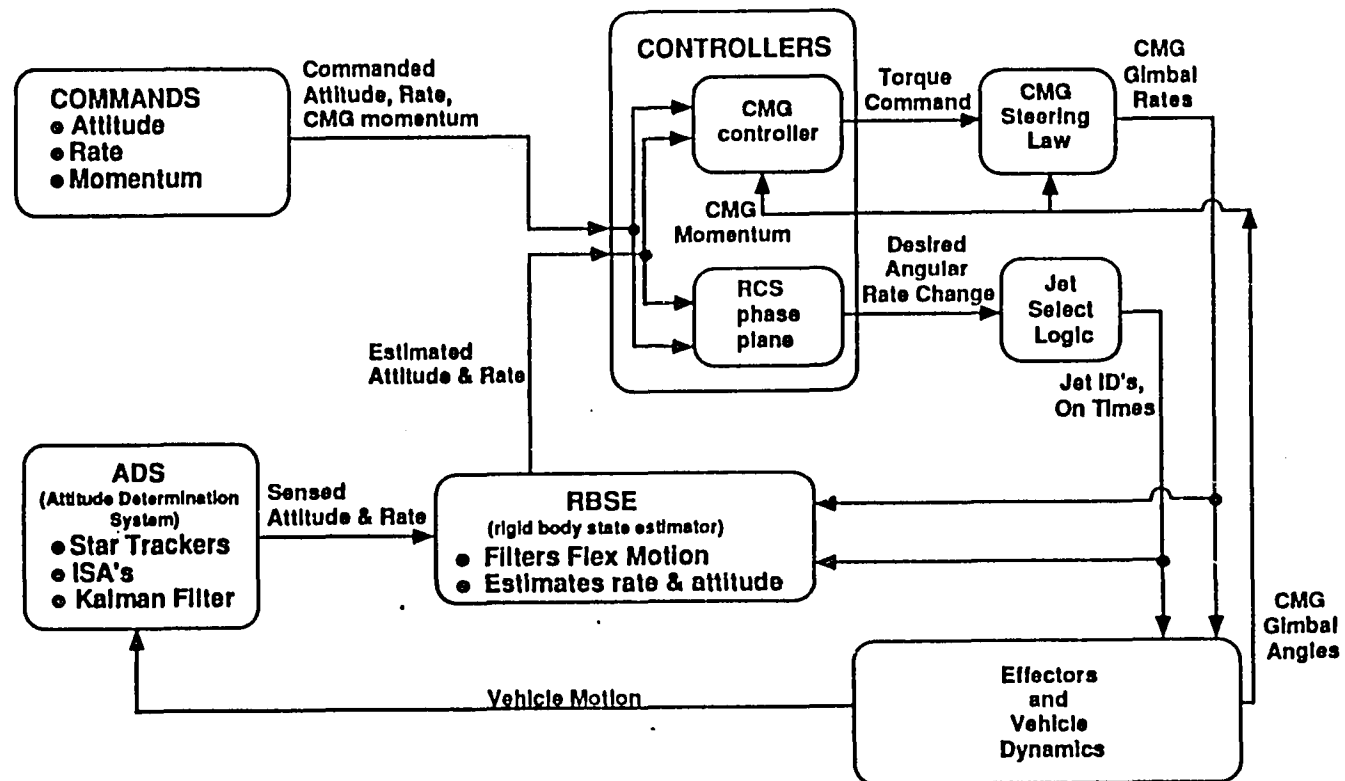 COMMANDS
● Attitude
● Rate
● Momentum
Commanded
Attitude, Rate,
CMG momentum
CONTROLLERS
CMG
controller
Torque
Command
CMG
Steering
Law
CMG
Gimbal
Rates
CMG
Momentum
RCS
phase
plane
Desired
Angular
Rate Change
Jet
Select
Logic
Jet ID's,
On Times
Estimated
Attitude & Rate
ADS
(Attitude Determination
System)
● Star Trackers
● ISA's
● Kalman Filter
Sensed
Attitude & Rate
RBSE
(rigid body state estimator)
● Filters Flex Motion
● Estimates rate & attitude
CMG
Gimbal
Angles
Vehicle Motion
Effectors
and
Vehicle
Dynamics